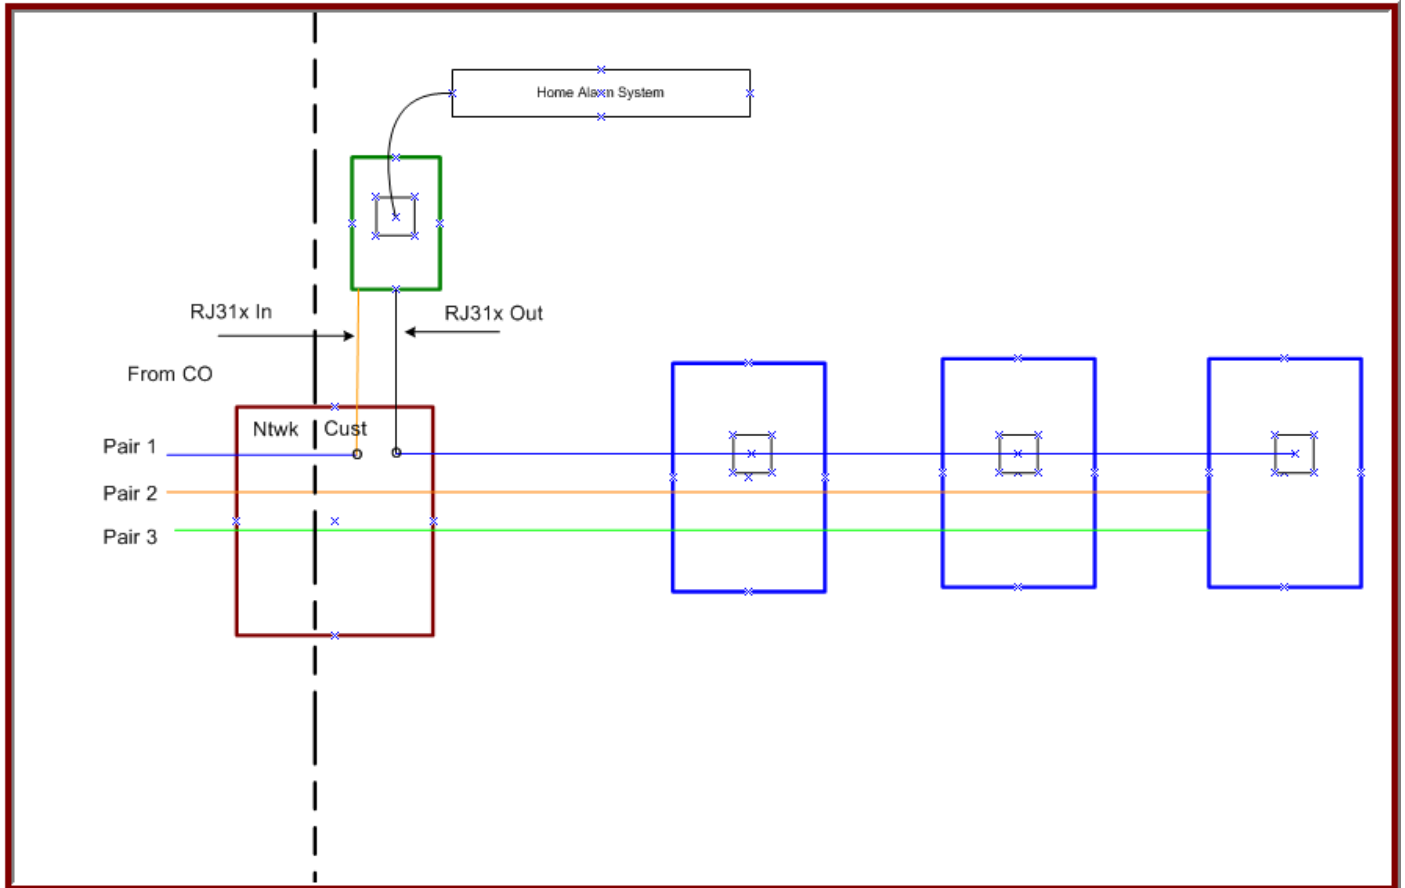 Home Alarm System
RJ31x In
RJ31x Out
From CO
Ntwk
Cust
Pair 1
Pair 2
Pair 3